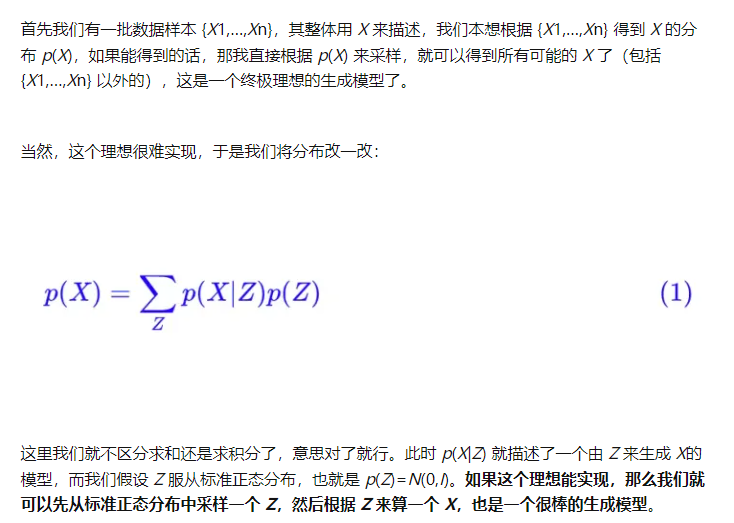 首先我们有一批数据样本 {X1,…,Xn}，其整体用 X 来描述，我们本想根据 {X1,…,Xn} 得到 X 的分
布 p(X)，如果能得到的话，那我直接根据 p(X) 来采样，就可以得到所有可能的 X 了（包括
{X1,…,Xn} 以外的），这是一个终极理想的生成模型了。
当然，这个理想很难实现，于是我们将分布改一改：
p(X) = ∑_Z p(X|Z)p(Z) (1)
这里我们就不区分求和还是求积分了，意思对了就行。此时 p(X|Z) 就描述了一个由 Z 来生成 X的
模型，而我们假设 Z 服从标准正态分布，也就是 p(Z)=N(0,I)。如果这个理想能实现，那么我们就
可以先从标准正态分布中采样一个 Z，然后根据 Z 来算一个 X，也是一个很棒的生成模型。